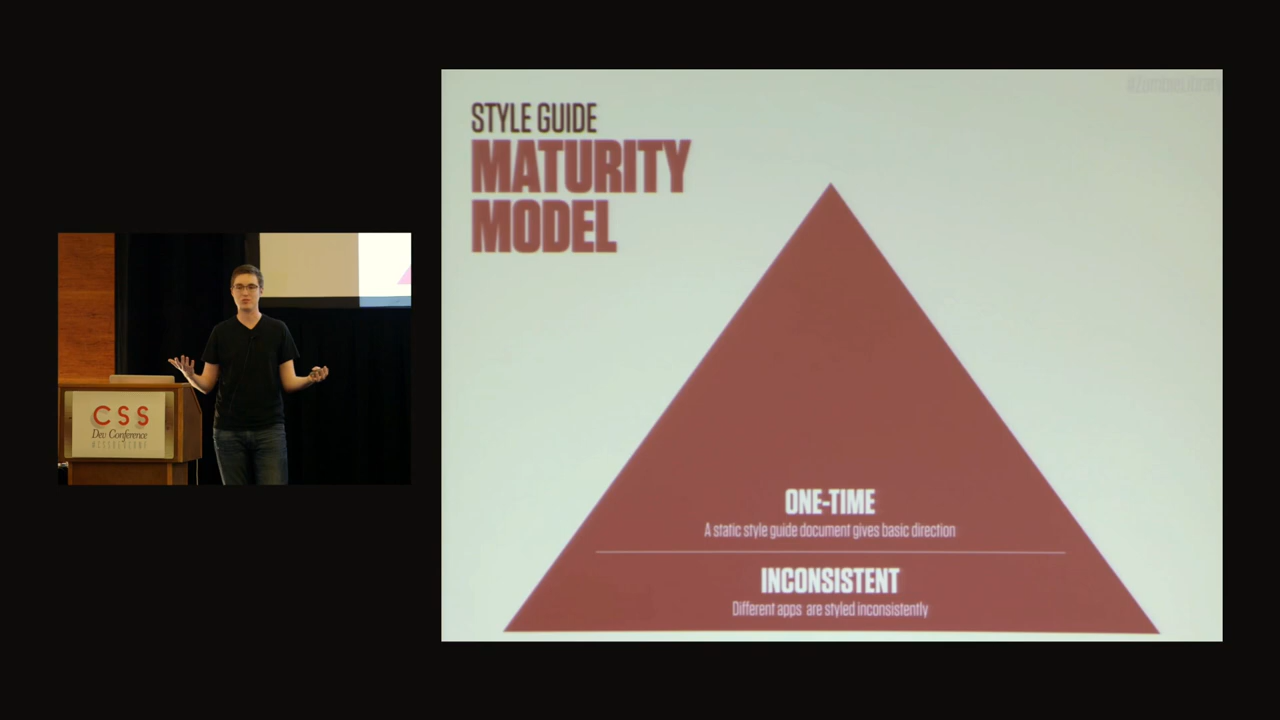 STYLE GUIDE
MATURITY
MODEL
ONE-TIME
A static style guide document gives basic direction
INCONSISTENT
Different apps are styled inconsistently
CSS
Dev Conference